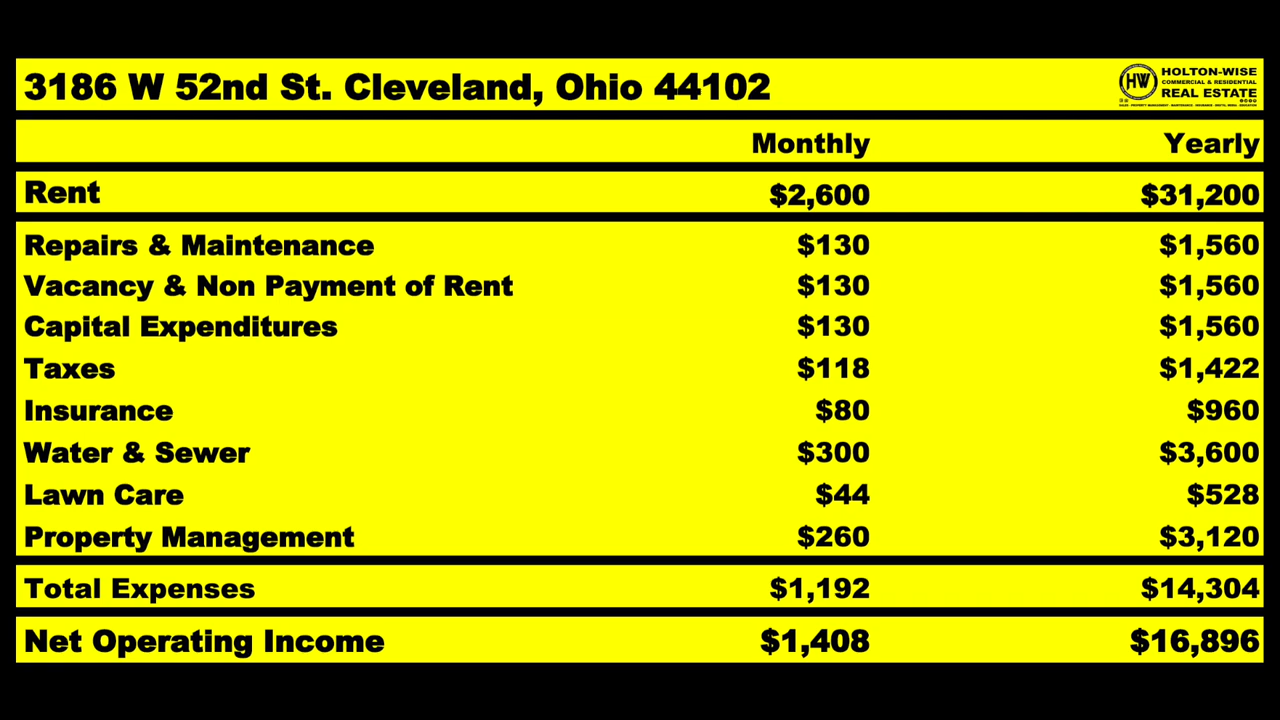 3186 W 52nd St. Cleveland, Ohio 44102
HW
HOLTON-WISE
COMMERCIAL & RESIDENTIAL
REAL ESTATE
Monthly Yearly
Rent $2,600 $31,200
Repairs & Maintenance $130 $1,560
Vacancy & Non Payment of Rent $130 $1,560
Capital Expenditures $130 $1,560
Taxes $118 $1,422
Insurance $80 $960
Water & Sewer $300 $3,600
Lawn Care $44 $528
Property Management $260 $3,120
Total Expenses $1,192 $14,304
Net Operating Income $1,408 $16,896